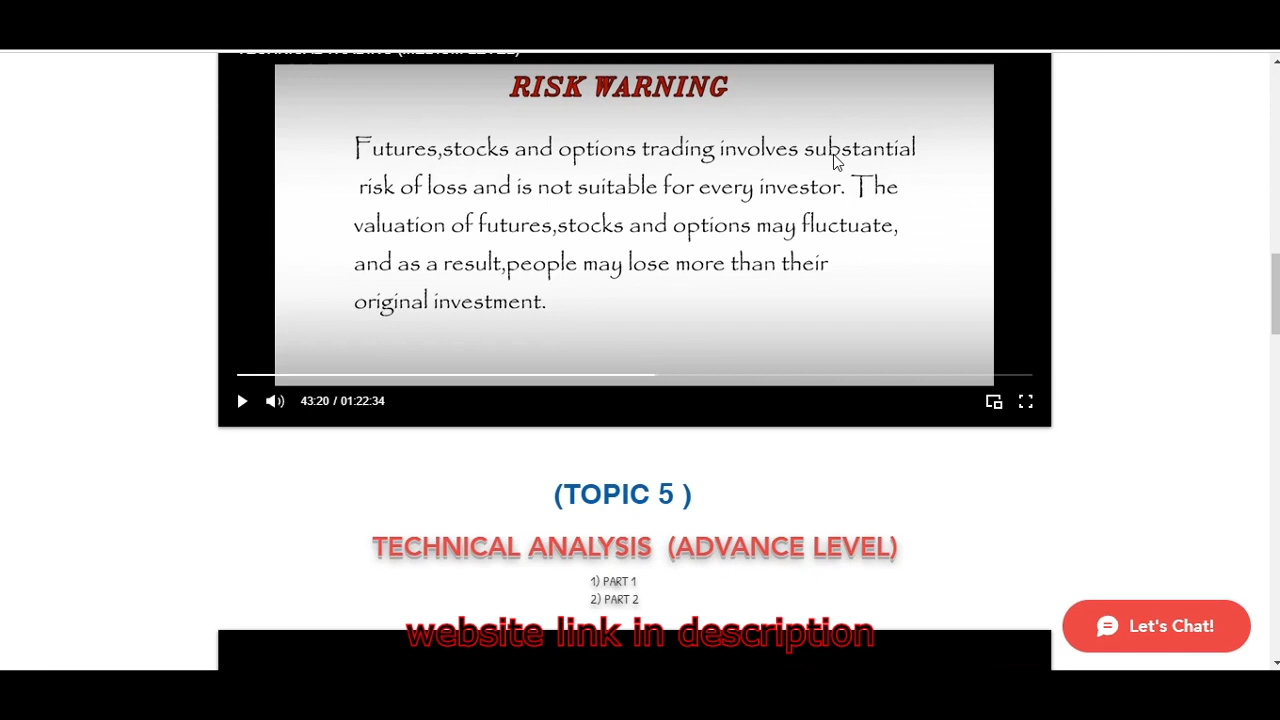 RISK WARNING
Futures,stocks and options trading involves substantial
risk of loss and is not suitable for every investor. The
valuation of futures,stocks and options may fluctuate,
and as a result,people may lose more than their
original investment.
43:20 / 01:22:34
(TOPIC 5 )
TECHNICAL ANALYSIS (ADVANCE LEVEL)
1) PART 1
2) PART 2
website link in description
Let's Chat!